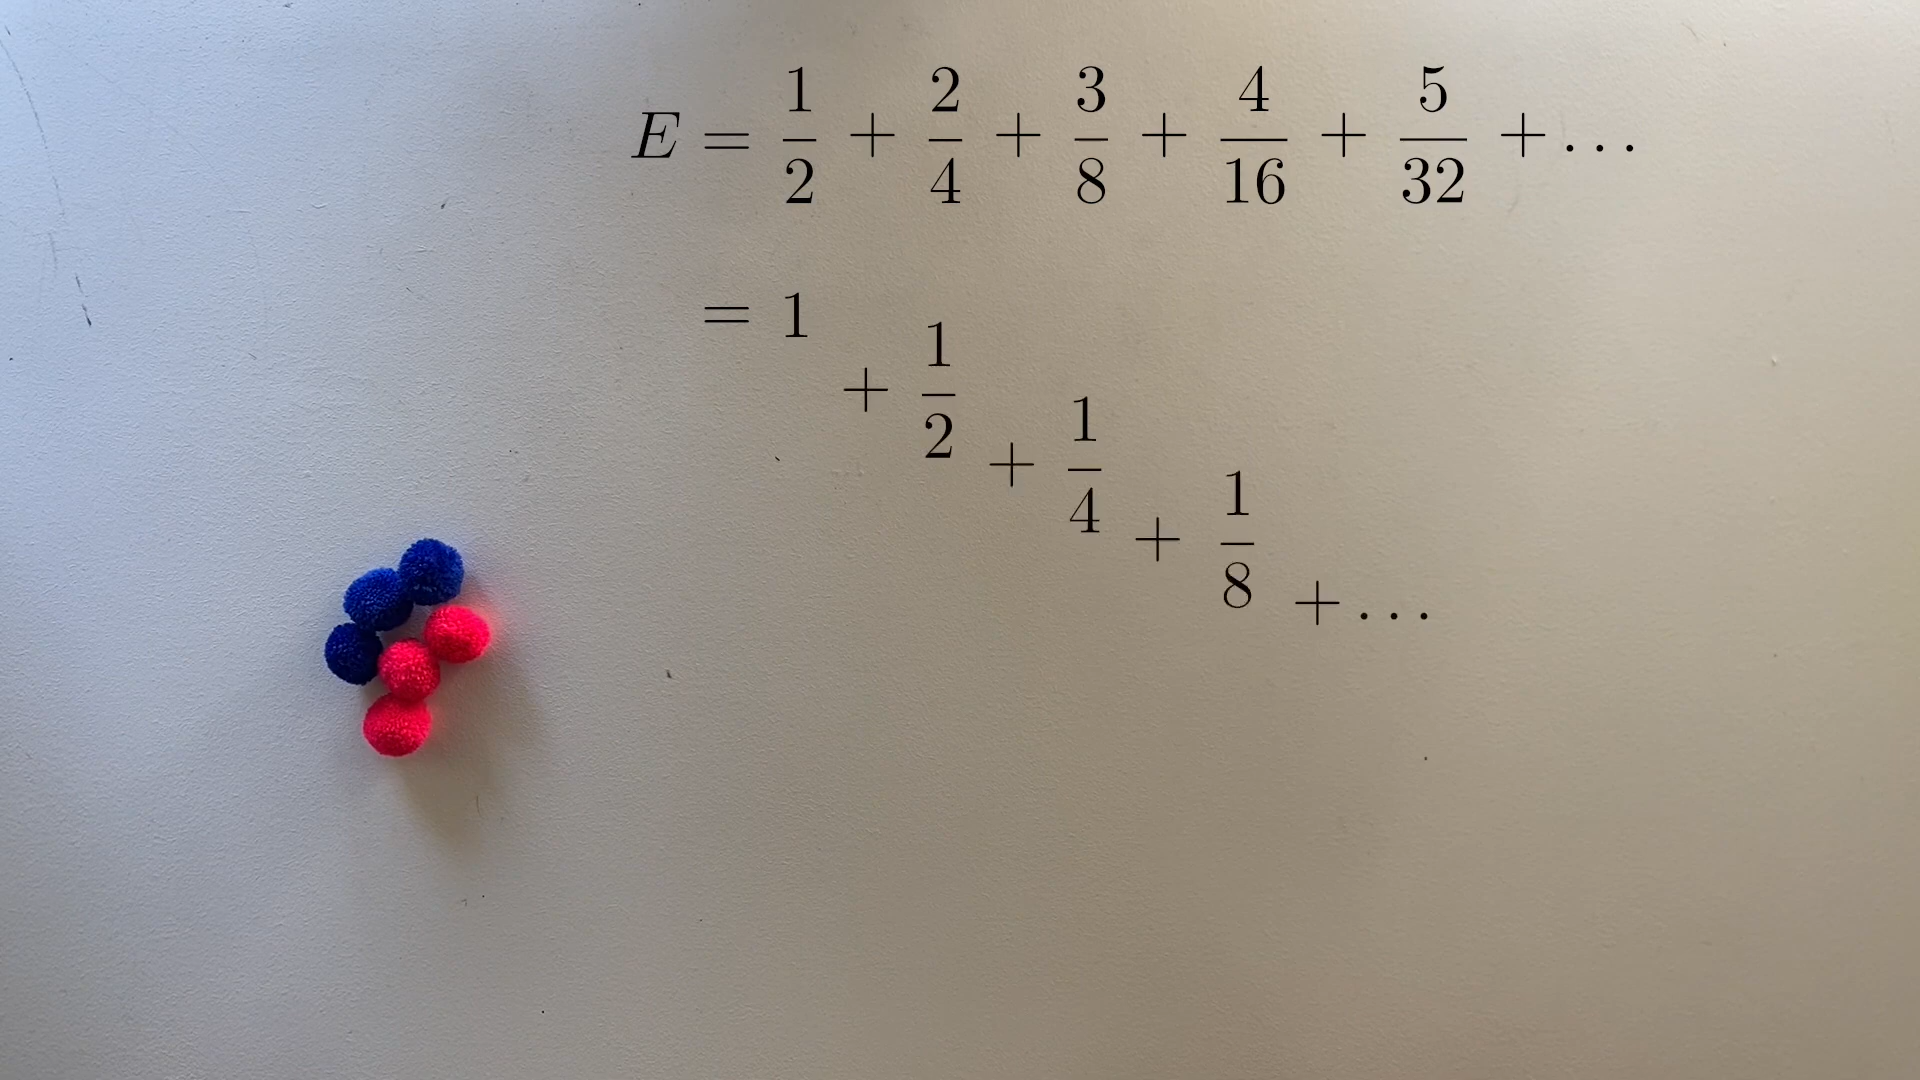 E = 1/2 + 2/4 + 3/8 + 4/16 + 5/32 + ...
= 1 + 1/2 + 1/4 + 1/8 + ...